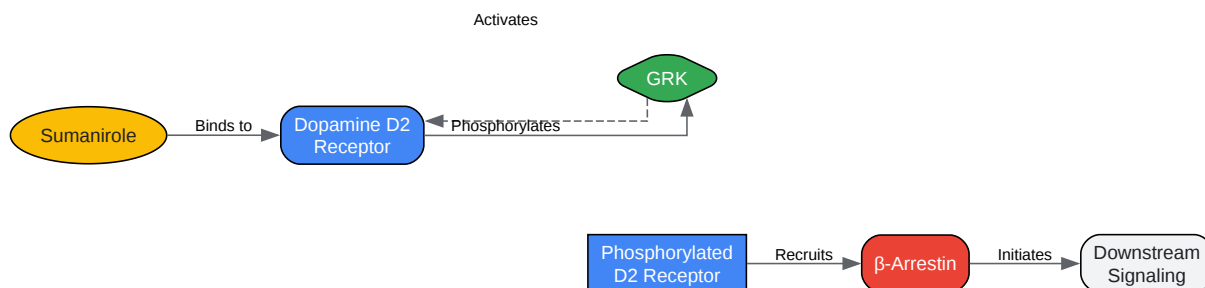 Activates
GRK
Sumanirole
Binds to
Dopamine D2
Receptor
Phosphorylates
Phosphorylated
D2 Receptor
Recruits
β-Arrestin
Initiates
Downstream
Signaling